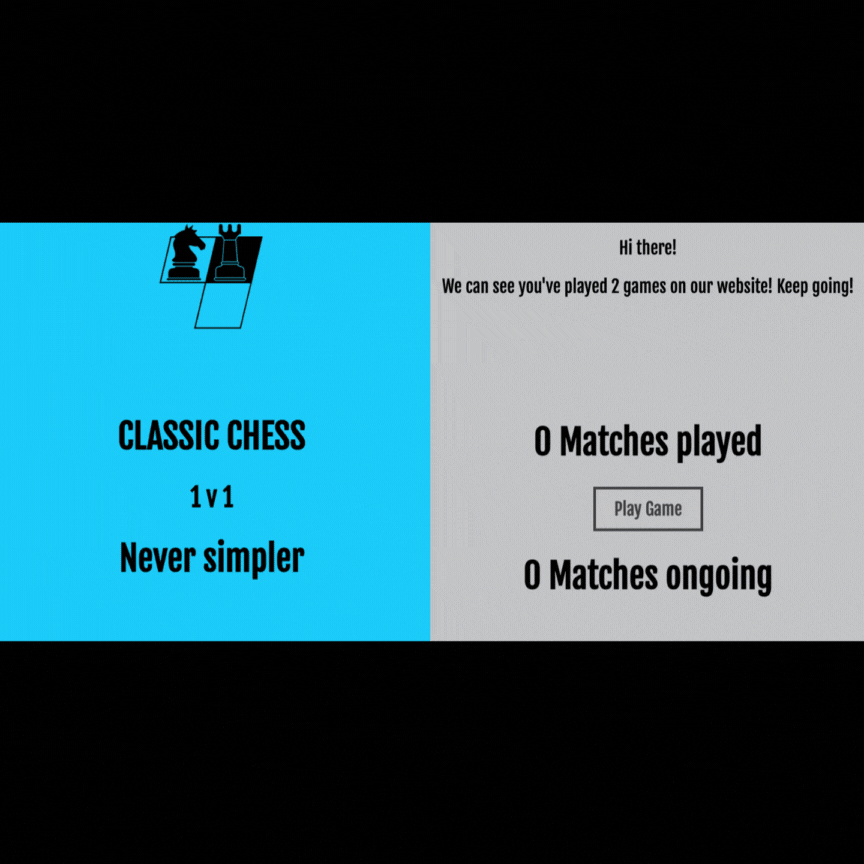 CLASSIC CHESS
1 v 1
Never simpler
Hi there!
We can see you've played 2 games on our website! Keep going!
0 Matches played
Play Game
0 Matches ongoing